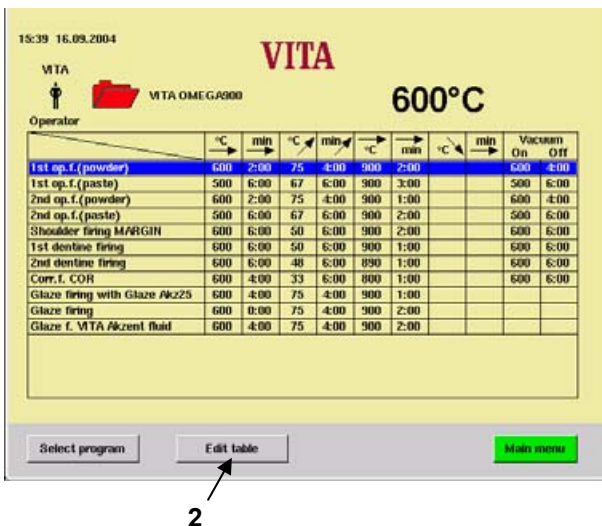 15:39 16.09.2004
VITA
VITA
VITA OMEGA900
600°C
Operator
°C min °C min °C min °C min Vacuum
On Off
1st op.f.(powder) 600 2:00 75 4:00 900 2:00 600 4:00
1st op.f.(paste) 500 6:00 67 6:00 900 3:00 500 6:00
2nd op.f.(powder) 600 2:00 75 4:00 900 1:00 600 4:00
2nd op.f.(paste) 500 6:00 67 6:00 900 2:00 500 6:00
Shoulder firing MARGIN 600 6:00 50 6:00 900 2:00 600 6:00
1st dentine firing 600 6:00 50 6:00 900 1:00 600 6:00
2nd dentine firing 600 6:00 48 6:00 890 1:00 600 6:00
Corr.f. COR 600 4:00 33 6:00 800 1:00 600 6:00
Glaze firing with Glaze Akz25 600 4:00 75 4:00 900 1:00
Glaze firing 600 0:00 75 4:00 900 2:00
Glaze f. VITA Akzent fluid 600 4:00 75 4:00 900 2:00
Select program Edit table Main menu
2